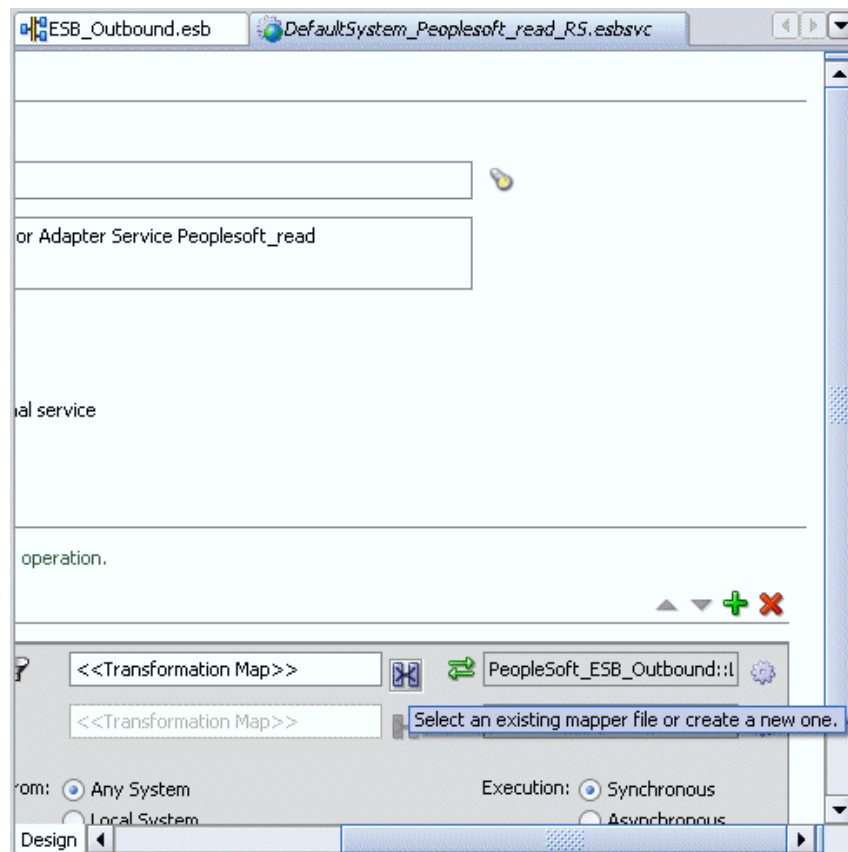 ESB_Outbound.esb DefaultSystem_Peoplesoft_read_RS.esbsvc
or Adapter Service Peoplesoft_read
nal service
operation.
<<Transformation Map>> PeopleSoft_ESB_Outbound::
<<Transformation Map>> Select an existing mapper file or create a new one.
rom: Any System Execution: Synchronous
Local System Asynchronous
Design